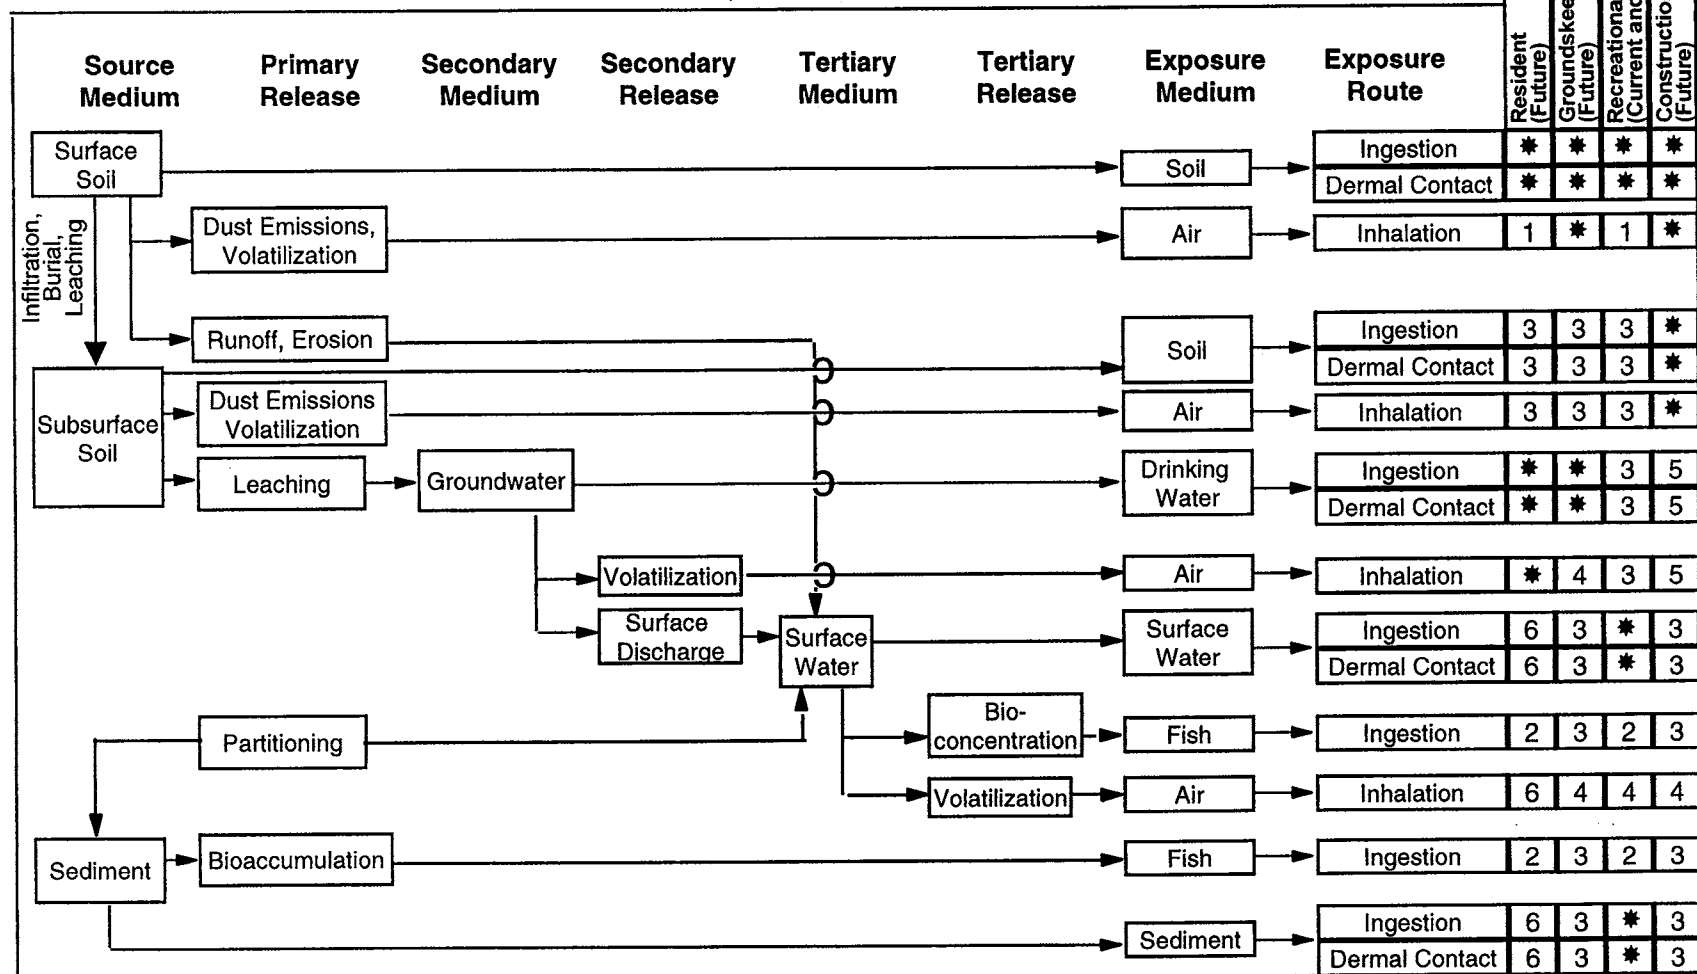 Resident
(Future)
(Future)
(Current and
(Future)
Source
Medium
Primary
Release
Secondary
Medium
Secondary
Release
Tertiary
Medium
Tertiary
Release
Exposure
Medium
Exposure
Route
Surface
Soil
Soil
Ingestion ✷ ✷ ✷ ✷
Dermal Contact ✷ ✷ ✷ ✷
Infiltration,
Burial,
Leaching
Dust Emissions,
Volatilization
Air
Inhalation 1 ✷ 1 ✷
Runoff, Erosion
Soil
Ingestion 3 3 3 ✷
Dermal Contact 3 3 3 ✷
Subsurface
Soil
Dust Emissions
Volatilization
Air
Inhalation 3 3 3 ✷
Leaching
Groundwater
Drinking
Water
Ingestion ✷ ✷ 3 5
Dermal Contact ✷ ✷ 3 5
Volatilization
Air
Inhalation ✷ 4 3 5
Surface
Discharge
Surface
Water
Surface
Water
Ingestion 6 3 ✷ 3
Dermal Contact 6 3 ✷ 3
Partitioning
Bio-
concentration
Fish
Ingestion 2 3 2 3
Volatilization
Air
Inhalation 6 4 4 4
Sediment
Bioaccumulation
Fish
Ingestion 2 3 2 3
Sediment
Ingestion 6 3 ✷ 3
Dermal Contact 6 3 ✷ 3